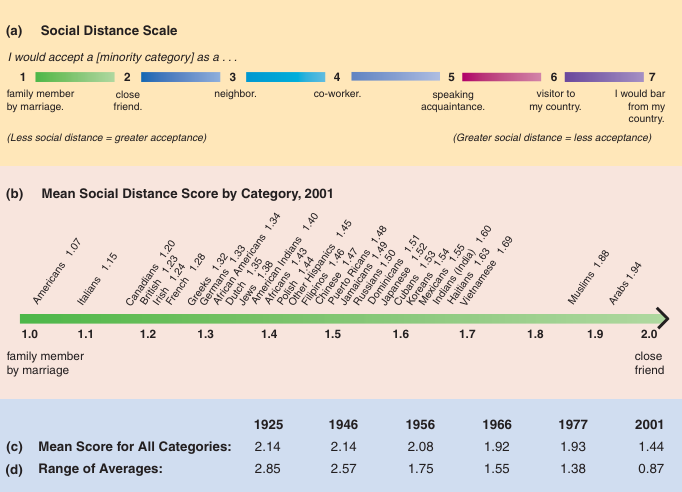 (a) Social Distance Scale
I would accept a [minority category] as a . . .
1 2 3 4 5 6 7
family member by marriage.
close friend.
neighbor.
co-worker.
speaking acquaintance.
visitor to my country.
I would bar from my country.
(Less social distance = greater acceptance) (Greater social distance = less acceptance)
(b) Mean Social Distance Score by Category, 2001
Americans 1.07
Italians 1.15
Canadians 1.20
British 1.23
Irish 1.24
French 1.28
Greeks 1.32
Germans 1.33
African Americans 1.34
Dutch 1.35
Jews 1.38
American Indians 1.40
Africans 1.43
Polish 1.44
Other Hispanics 1.45
Filipinos 1.46
Chinese 1.47
Puerto Ricans 1.48
Jamaicans 1.49
Russians 1.50
Dominicans 1.51
Japanese 1.52
Cubans 1.53
Koreans 1.54
Mexicans 1.55
Indians (India) 1.60
Haitians 1.63
Vietnamese 1.69
Muslims 1.88
Arabs 1.94
1.0 1.1 1.2 1.3 1.4 1.5 1.6 1.7 1.8 1.9 2.0
family member by marriage
close friend
1925 1946 1956 1966 1977 2001
(c) Mean Score for All Categories: 2.14 2.14 2.08 1.92 1.93 1.44
(d) Range of Averages: 2.85 2.57 1.75 1.55 1.38 0.87